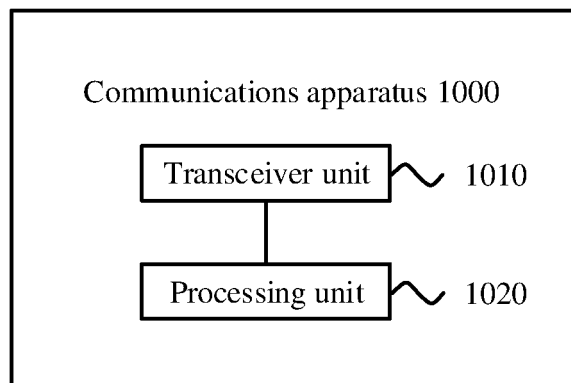 Communications apparatus 1000
Transceiver unit 1010
Processing unit 1020